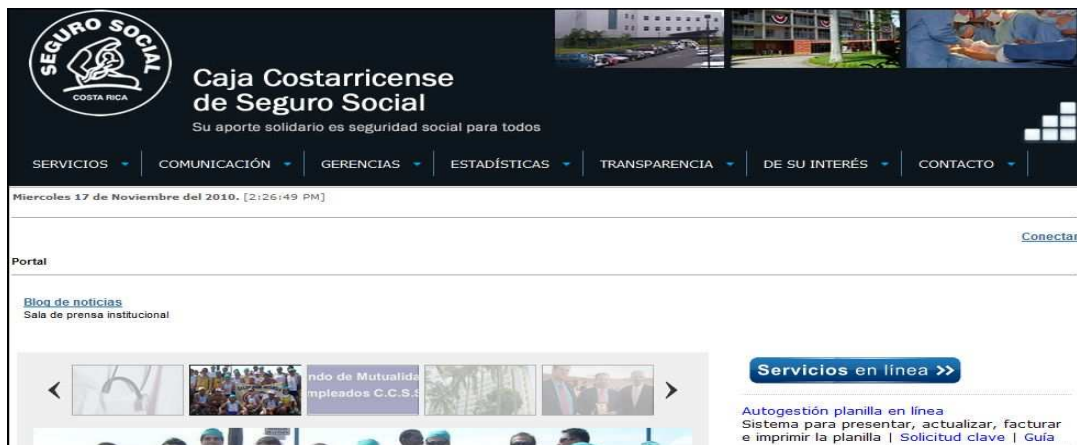 SEGURO SOCIAL
COSTA RICA
Caja Costarricense
de Seguro Social
Su aporte solidario es seguridad social para todos
SERVICIOS COMUNICACIÓN GERENCIAS ESTADÍSTICAS TRANSPARENCIA DE SU INTERÉS CONTACTO
Miercoles 17 de Noviembre del 2010. [2:26:49 PM]
Conectar
Portal
Blog de noticias
Sala de prensa institucional
ndo de Mutualida
mpleados C.C.S.S
Servicios en línea >>
Autogestión planilla en línea
Sistema para presentar, actualizar, facturar
e imprimir la planilla | Solicitud clave | Guía